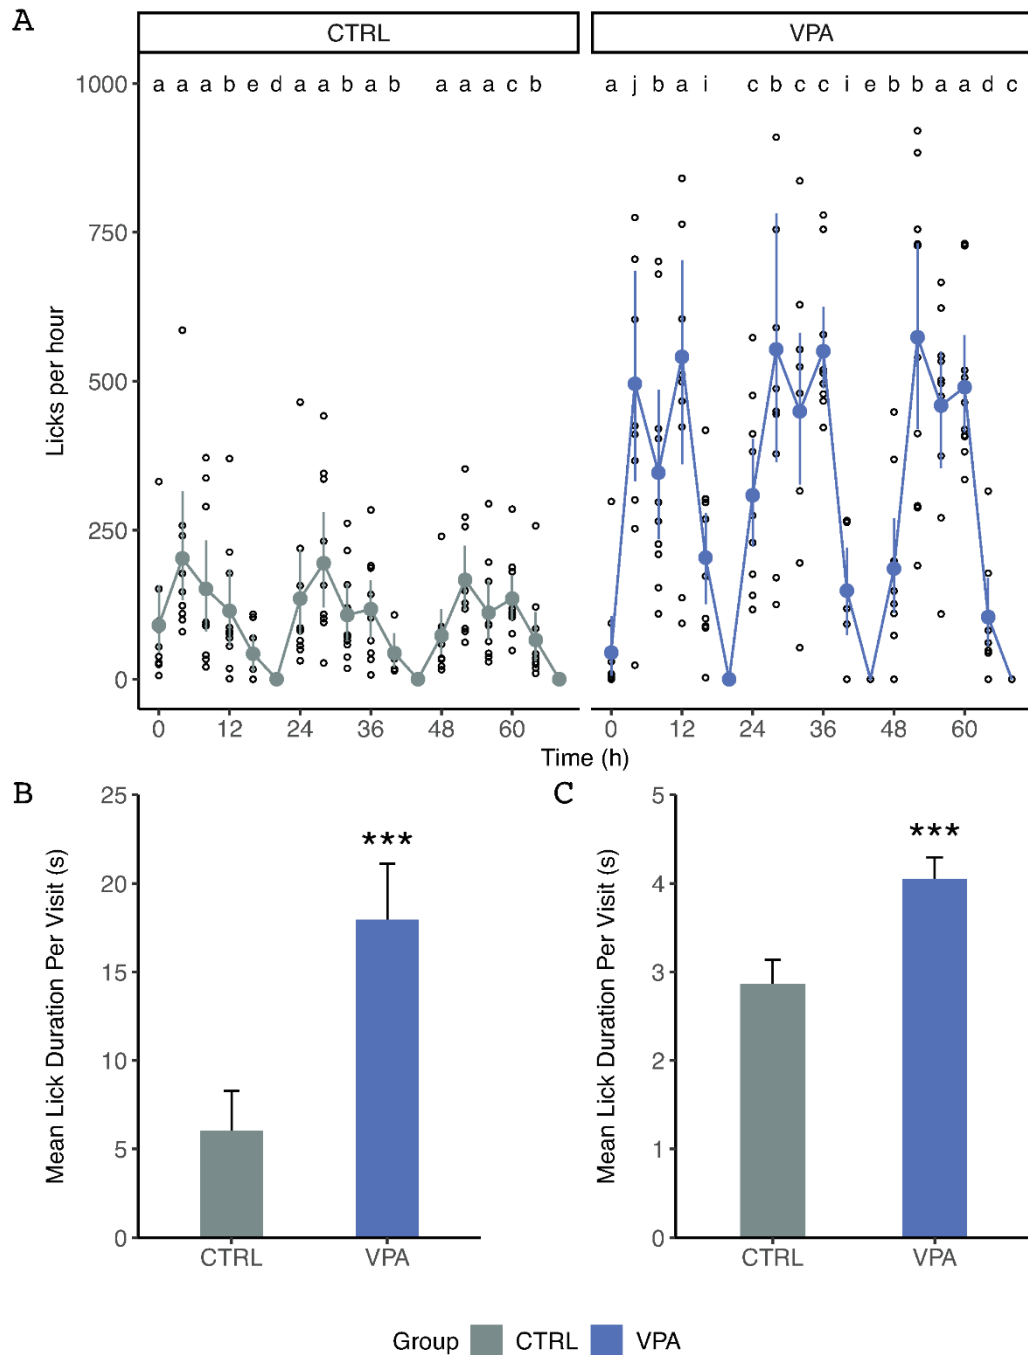 A
CTRL VPA
1000 a a a b e d a a b a b a a a c b a j b a i c b c c i e b b a a d c
750
500
250
0
Licks per hour
0 12 24 36 48 60 0 12 24 36 48 60
Time (h)
B C
25
20
15
10
5
0
Mean Lick Duration Per Visit (s)
***
CTRL VPA
5
4
3
2
1
0
Mean Lick Duration Per Visit (s)
***
CTRL VPA
Group CTRL VPA